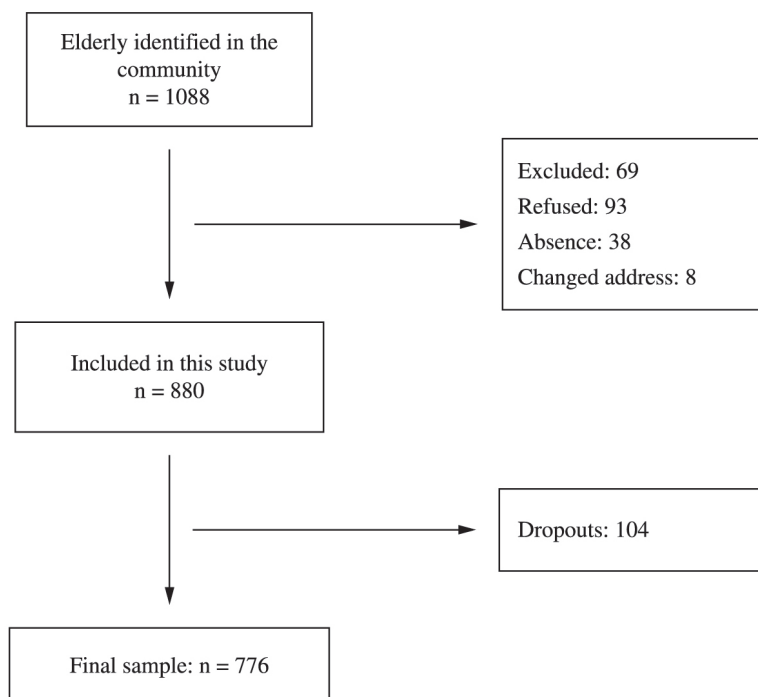 Elderly identified in the
community
n = 1088
Excluded: 69
Refused: 93
Absence: 38
Changed address: 8
Included in this study
n = 880
Dropouts: 104
Final sample: n = 776